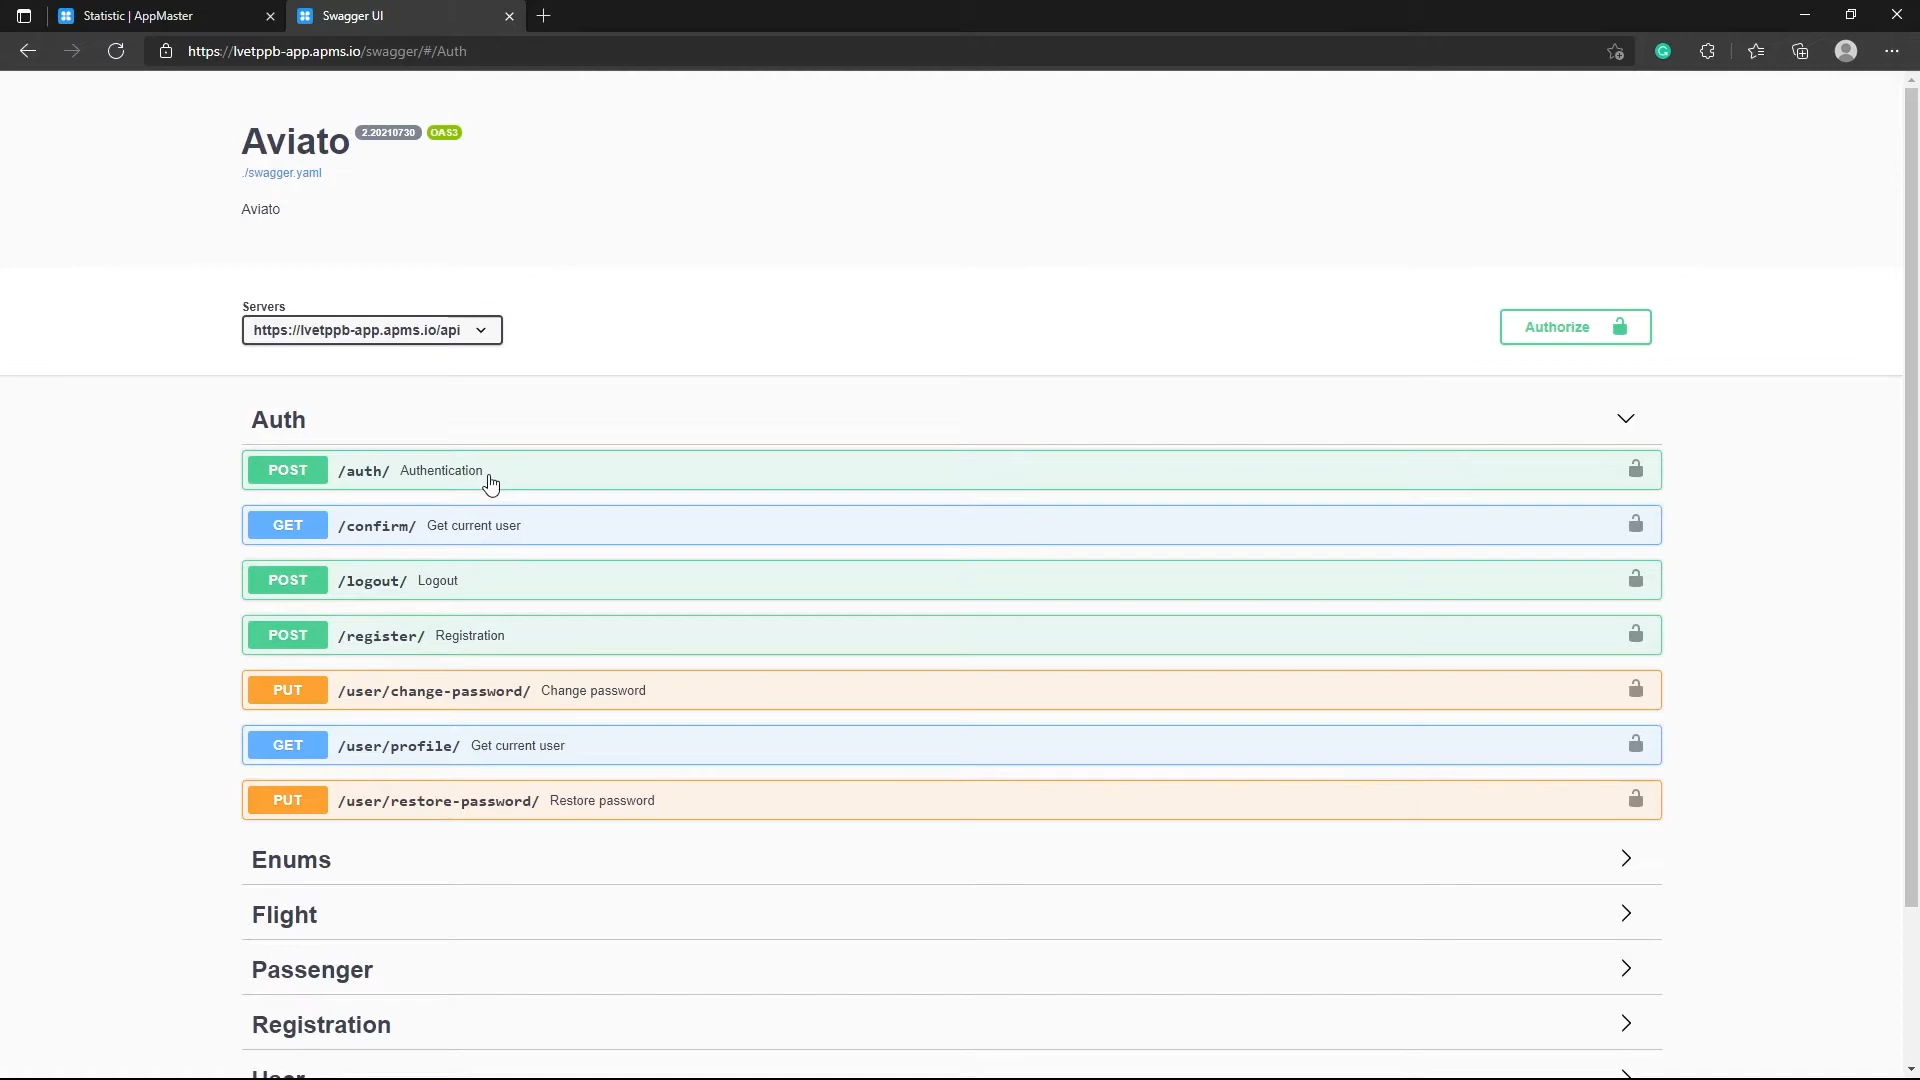 Statistic | AppMaster
Swagger UI
https://lvetppb-app.apms.io/swagger/#/Auth
Aviato 2.20210730 OAS3
./swagger.yaml
Aviato
Servers
https://lvetppb-app.apms.io/api
Authorize
Auth
POST /auth/ Authentication
GET /confirm/ Get current user
POST /logout/ Logout
POST /register/ Registration
PUT /user/change-password/ Change password
GET /user/profile/ Get current user
PUT /user/restore-password/ Restore password
Enums
Flight
Passenger
Registration
User